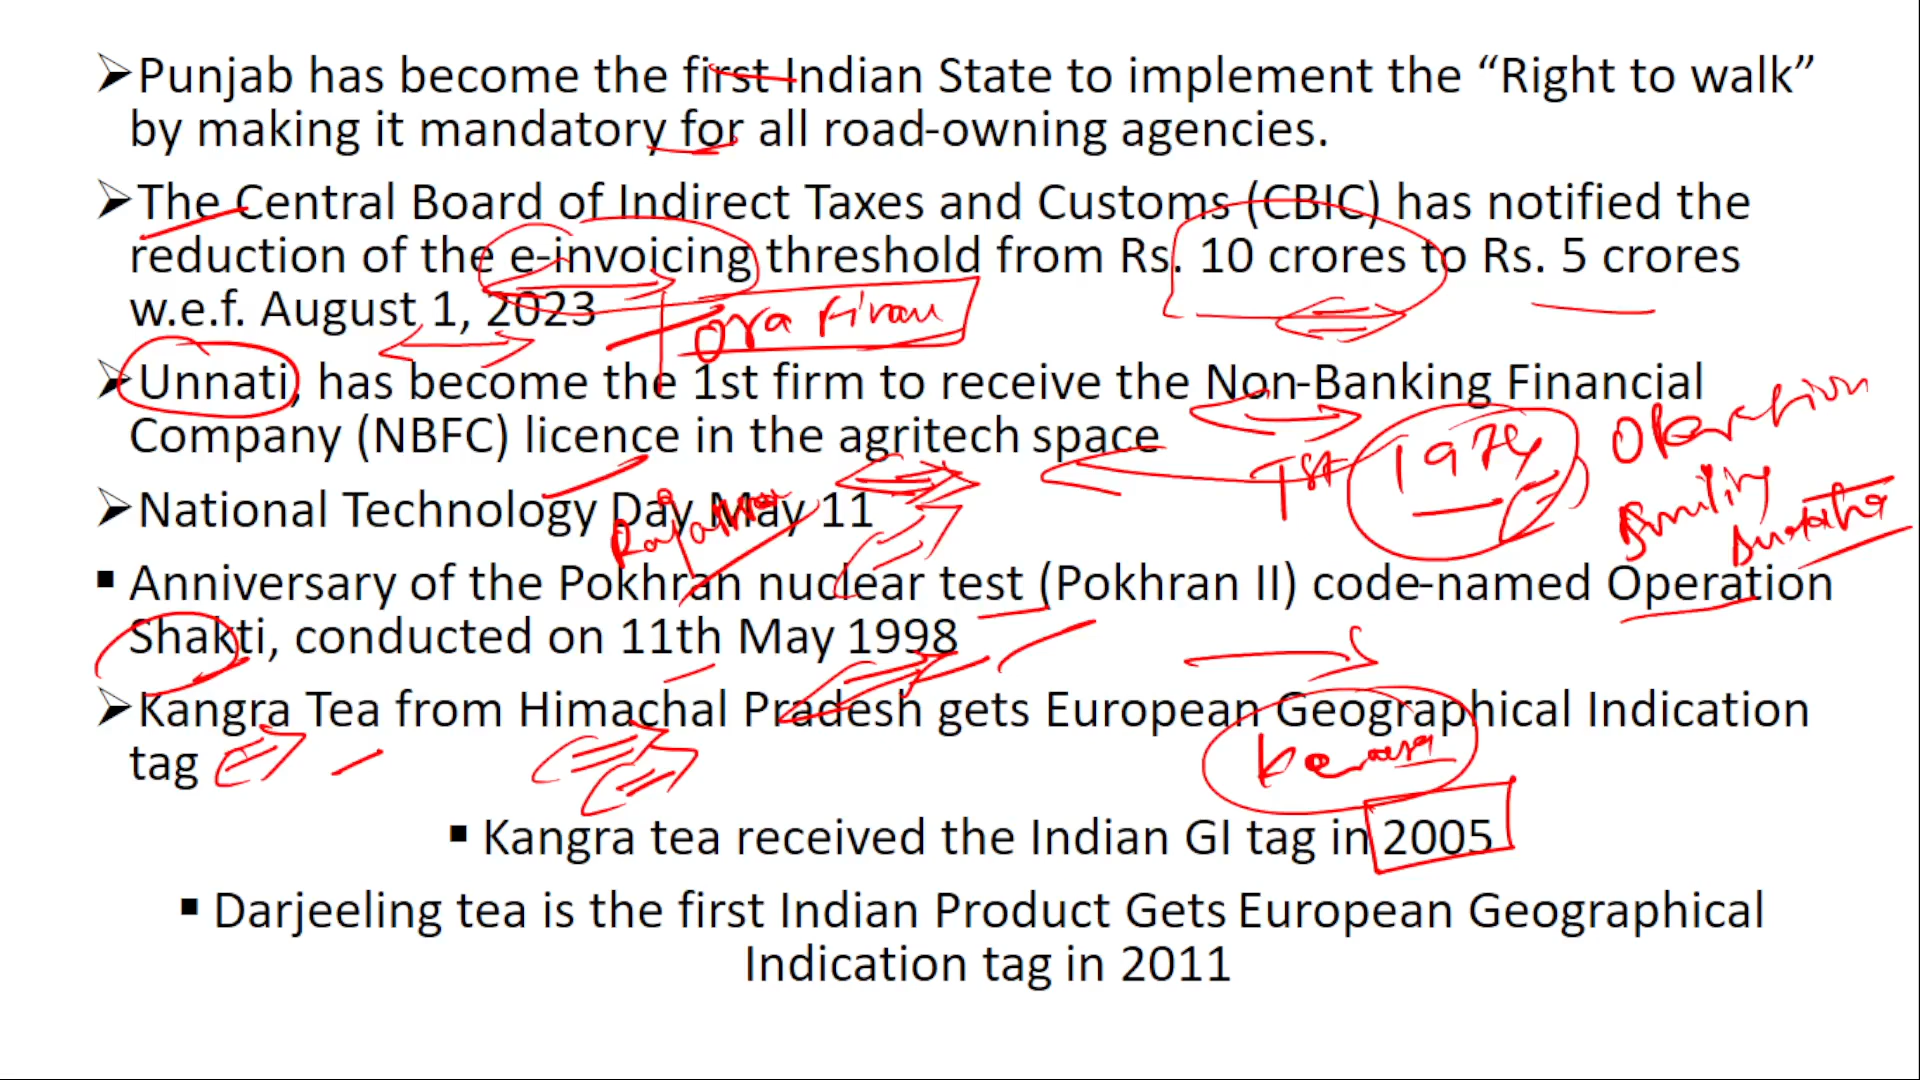 ➢Punjab has become the first Indian State to implement the “Right to walk”
by making it mandatory for all road-owning agencies.
➢The Central Board of Indirect Taxes and Customs (CBIC) has notified the
reduction of the e-invoicing threshold from Rs. 10 crores to Rs. 5 crores
w.e.f. August 1, 2023
➢Unnati, has become the 1st firm to receive the Non-Banking Financial
Company (NBFC) licence in the agritech space
1st 1974 Operation
Smiling
➢National Technology Day May 11
▪ Anniversary of the Pokhran nuclear test (Pokhran II) code-named Operation
Shakti, conducted on 11th May 1998
➢Kangra Tea from Himachal Pradesh gets European Geographical Indication
tag
▪ Kangra tea received the Indian GI tag in 2005
▪ Darjeeling tea is the first Indian Product Gets European Geographical
Indication tag in 2011